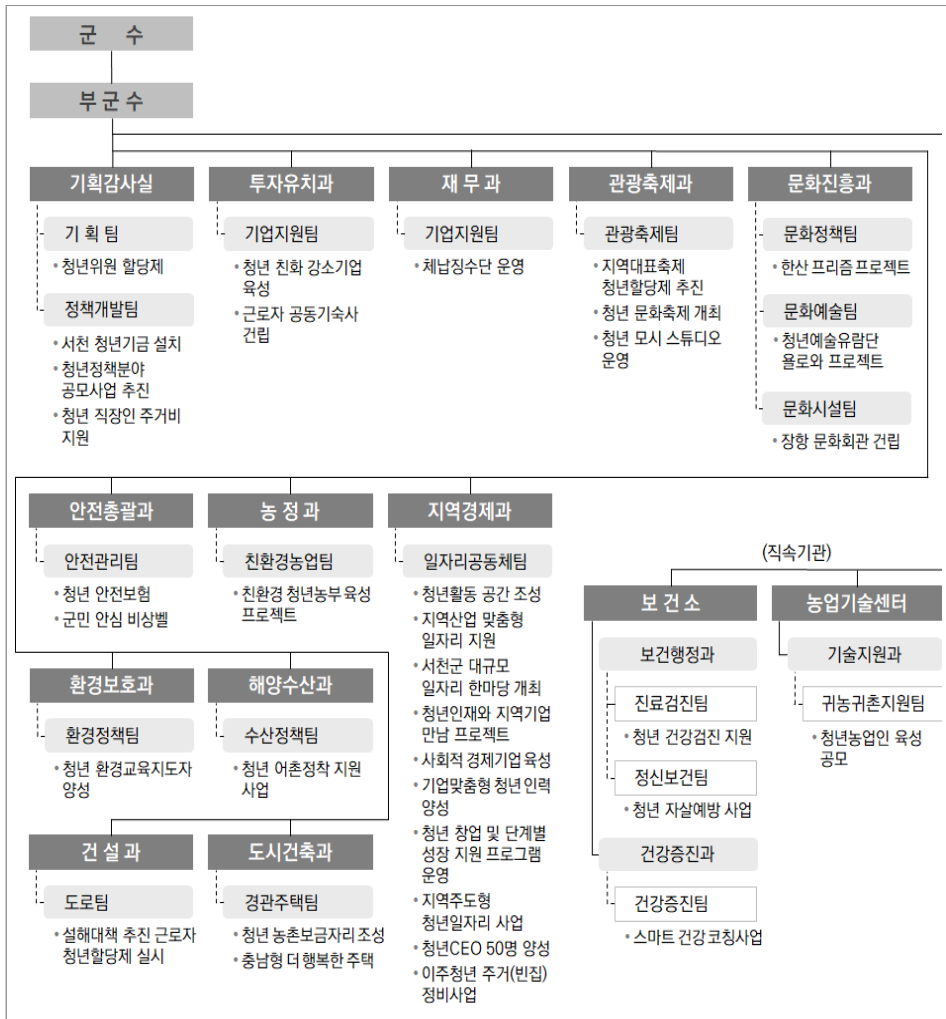 군 수
부군수
기획감사실
기 획 팀
• 청년위원 할당제
정책개발팀
• 서천 청년기금 설치
• 청년정책분야
공모사업 추진
• 청년 직장인 주거비
지원
투자유치과
기업지원팀
• 청년 친화 강소기업
육성
• 근로자 공동기숙사
건립
재 무 과
기업지원팀
• 체납징수단 운영
관광축제과
관광축제팀
• 지역대표축제
청년할당제 추진
• 청년 문화축제 개최
• 청년 모시 스튜디오
운영
문화진흥과
문화정책팀
• 한산 프리즘 프로젝트
문화예술팀
• 청년예술유람단
욜로와 프로젝트
문화시설팀
• 장항 문화회관 건립
안전총괄과
안전관리팀
• 청년 안전보험
• 군민 안심 비상벨
농 정 과
친환경농업팀
• 친환경 청년농부 육성
프로젝트
지역경제과
일자리공동체팀
• 청년활동 공간 조성
• 지역산업 맞춤형
일자리 지원
• 서천군 대규모
일자리 한마당 개최
• 청년인재와 지역기업
만남 프로젝트
• 사회적 경제기업 육성
• 기업맞춤형 청년 인력
양성
• 청년 창업 및 단계별
성장 지원 프로그램
운영
• 지역주도형
청년일자리 사업
• 청년CEO 50명 양성
• 이주청년 주거(빈집)
정비사업
환경보호과
환경정책팀
• 청년 환경교육지도자
양성
해양수산과
수산정책팀
• 청년 어촌정착 지원
사업
건 설 과
도로팀
• 설해대책 추진 근로자
청년할당제 실시
도시건축과
경관주택팀
• 청년 농촌보금자리 조성
• 충남형 더 행복한 주택
(직속기관)
보 건 소
보건행정과
진료검진팀
• 청년 건강검진 지원
정신보건팀
• 청년 자살예방 사업
건강증진과
건강증진팀
• 스마트 건강 코칭사업
농업기술센터
기술지원과
귀농귀촌지원팀
• 청년농업인 육성
공모